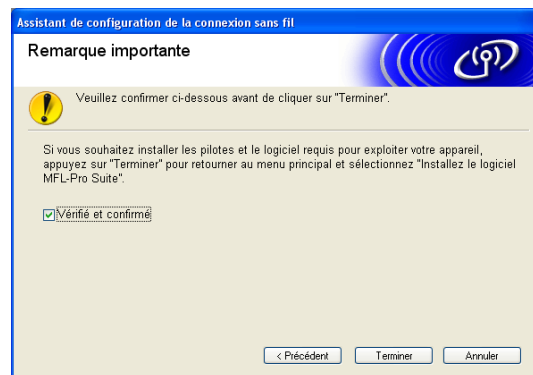 Assistant de configuration de la connexion sans fil
Remarque importante
Veuillez confirmer ci-dessous avant de cliquer sur "Terminer".
Si vous souhaitez installer les pilotes et le logiciel requis pour exploiter votre appareil,
appuyez sur "Terminer" pour retourner au menu principal et sélectionnez "Installez le logiciel
MFL-Pro Suite".
Vérifié et confirmé
< Précédent
Terminer
Annuler